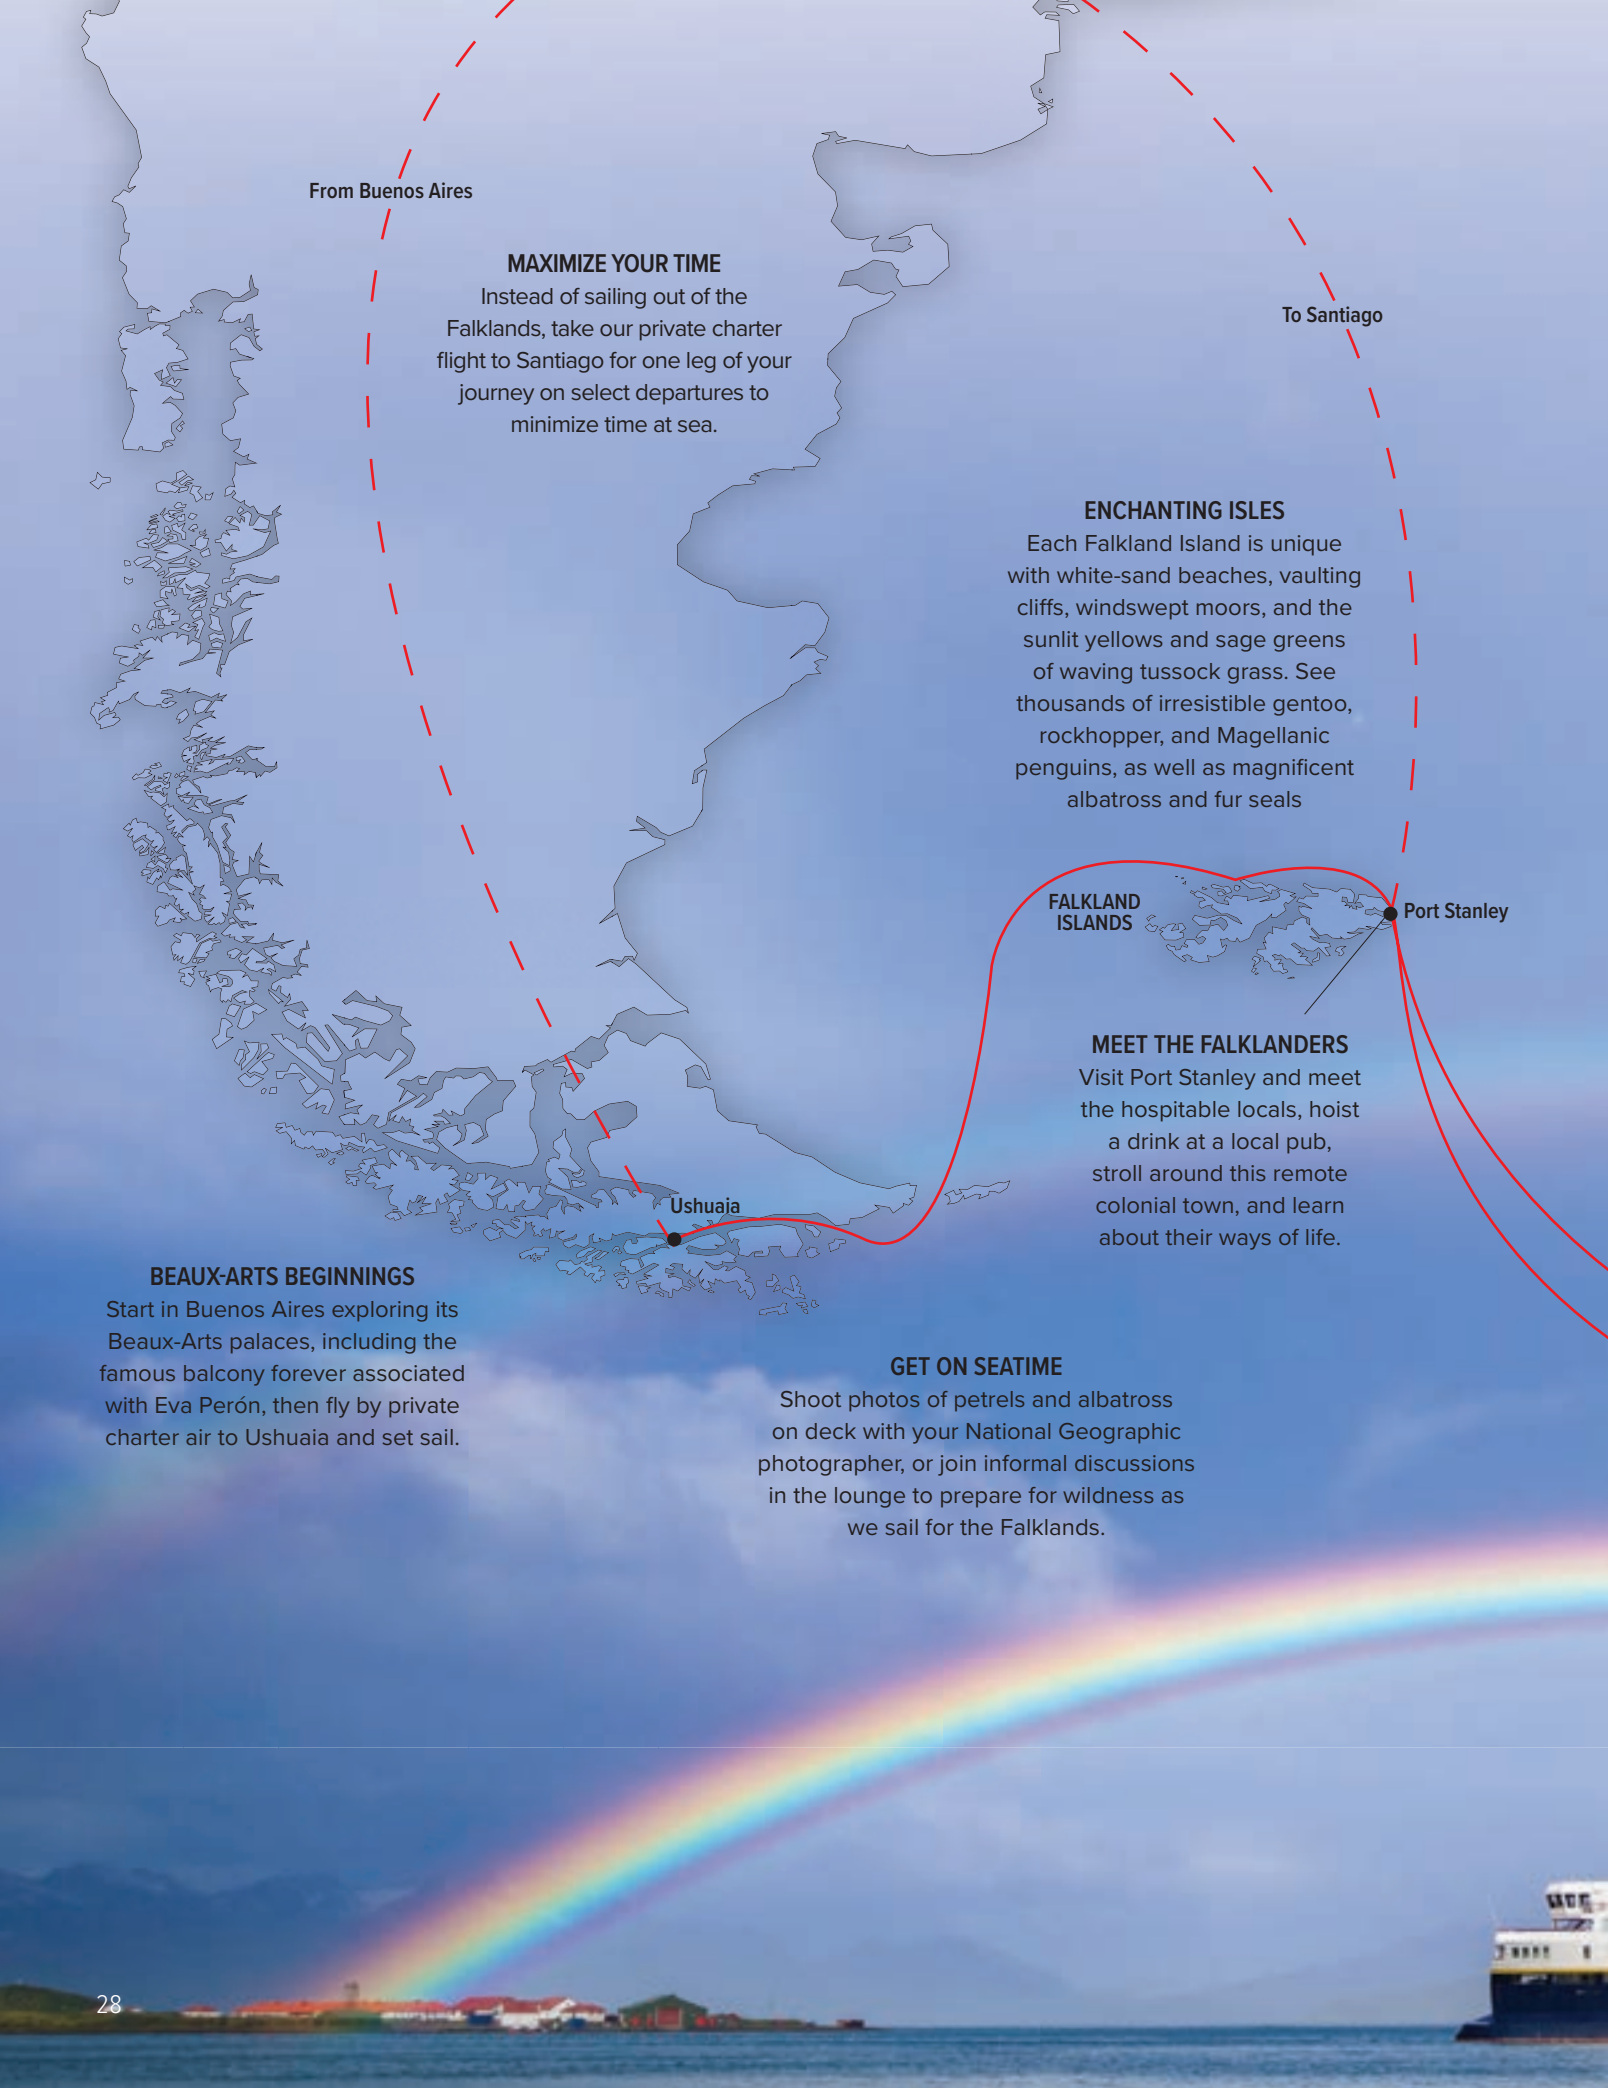 From Buenos Aires
MAXIMIZE YOUR TIME
Instead of sailing out of the
Falklands, take our private charter
flight to Santiago for one leg of your
journey on select departures to
minimize time at sea.
To Santiago
ENCHANTING ISLES
Each Falkland Island is unique
with white-sand beaches, vaulting
cliffs, windswept moors, and the
sunlit yellows and sage greens
of waving tussock grass. See
thousands of irresistible gentoo,
rockhopper, and Magellanic
penguins, as well as magnificent
albatross and fur seals
FALKLAND
ISLANDS
Port Stanley
MEET THE FALKLANDERS
Visit Port Stanley and meet
the hospitable locals, hoist
a drink at a local pub,
stroll around this remote
colonial town, and learn
about their ways of life.
Ushuaia
BEAUX-ARTS BEGINNINGS
Start in Buenos Aires exploring its
Beaux-Arts palaces, including the
famous balcony forever associated
with Eva Perón, then fly by private
charter air to Ushuaia and set sail.
GET ON SEATIME
Shoot photos of petrels and albatross
on deck with your National Geographic
photographer, or join informal discussions
in the lounge to prepare for wildness as
we sail for the Falklands.
28